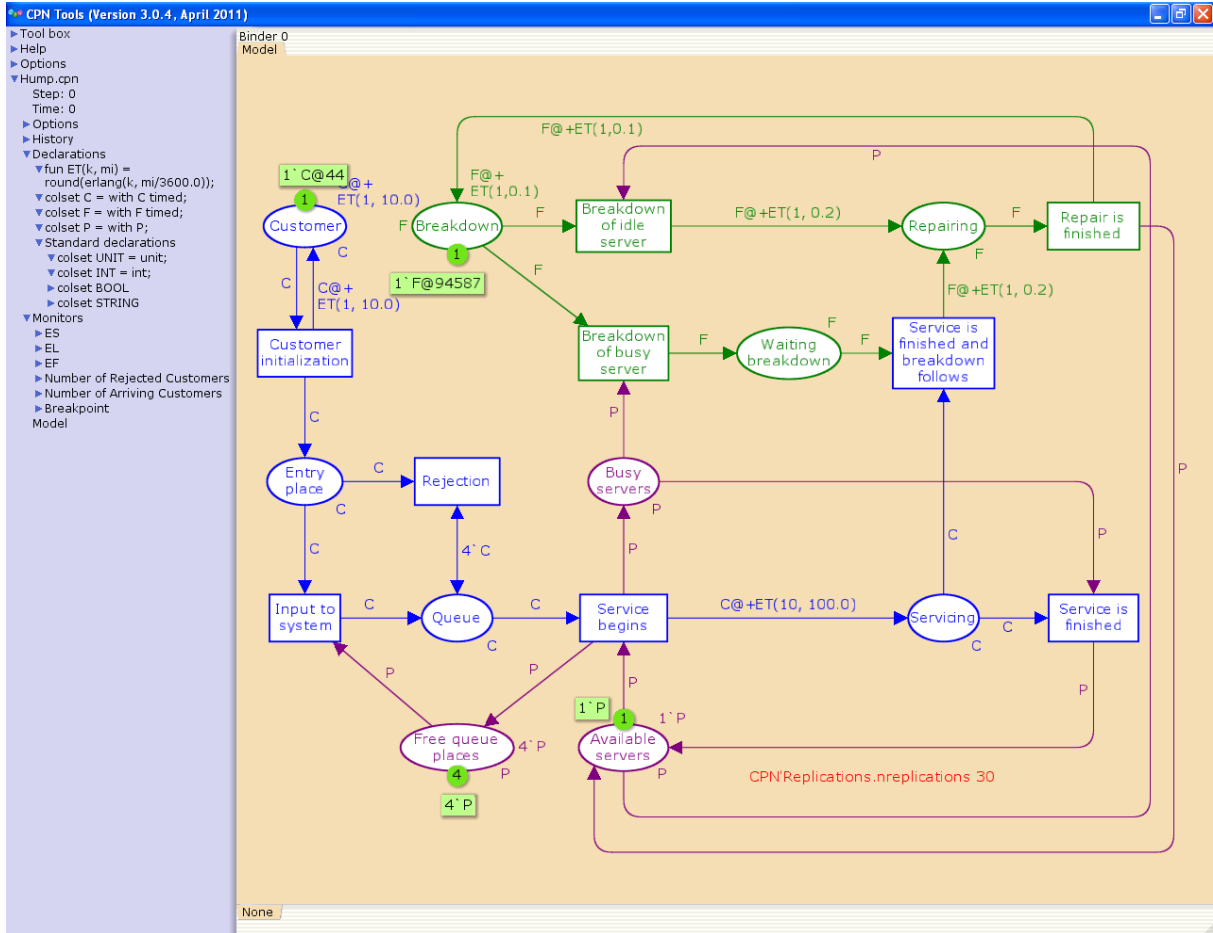 CPN Tools (Version 3.0.4, April 2011)
Tool box
Help
Options
Hump.cpn
Step: 0
Time: 0
Options
History
Declarations
fun ET(k, mi) =
round(erlang(k, mi/3600.0));
colset C = with C timed;
colset F = with F timed;
colset P = with P;
Standard declarations
colset UNIT = unit;
colset INT = int;
colset BOOL
colset STRING
Monitors
ES
EL
EF
Number of Rejected Customers
Number of Arriving Customers
Breakpoint
Model
Binder 0
Model
F@+ET(1,0.1)
P
1`C@44
1
C@+
ET(1, 10.0)
Customer
C
F@+
ET(1,0.1)
F
Breakdown
1
1`F@94587
F
Breakdown
of idle
server
F@+ET(1, 0.2)
Repairing
F
F
Repair is
finished
C
C@+
ET(1, 10.0)
F
F@+ET(1, 0.2)
Customer
initialization
Breakdown
of busy
server
F
Waiting
breakdown
F
F
Service is
finished and
breakdown
follows
C
P
P
Entry
place
C
C
Rejection
Busy
servers
P
C
4`C
P
C
P
Input to
system
C
Queue
C
C
Service
begins
C@+ET(10, 100.0)
Servicing
C
C
Service is
finished
P
P
P
P
1`P
1
1`P
Free queue
places
4`P
P
4
4`P
Available
servers
P
CPN'Replications.nreplications 30
None